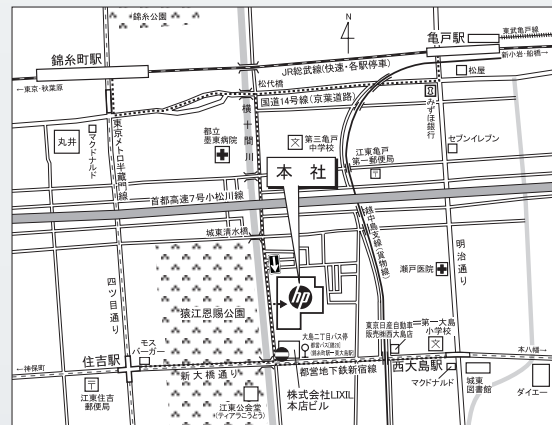 錦糸公園
N
錦糸町駅
亀戸駅
東武亀戸線
→新小岩・船橋
JR総武線(快速・各駅停車)
←東京・秋葉原
松代橋
国道14号線(京葉道路)
松屋
みずほ銀行
丸井
マクドナルド
東京メトロ半蔵門線
都立
墨東病院
横十間川
第三亀戸
中学校
江東亀戸
第一郵便局
セブンイレブン
本 社
首都高速7号小松川線
城東清水橋
越中島支線(貨物線)
明治通り
四ツ目通り
猿江恩賜公園
hp
瀬戸医院
大島二丁目バス停
東京日産自動車
販売㈱西大島店
第一大島
小学校
モス
バーガー
住吉駅
←神保町
新大橋通り
都営地下鉄新宿線
西大島駅
本八幡→
江東住吉
郵便局
江東公会堂
(ティアラこうとう)
株式会社LIXIL
本店ビル
マクドナルド
城東
図書館
ダイエー